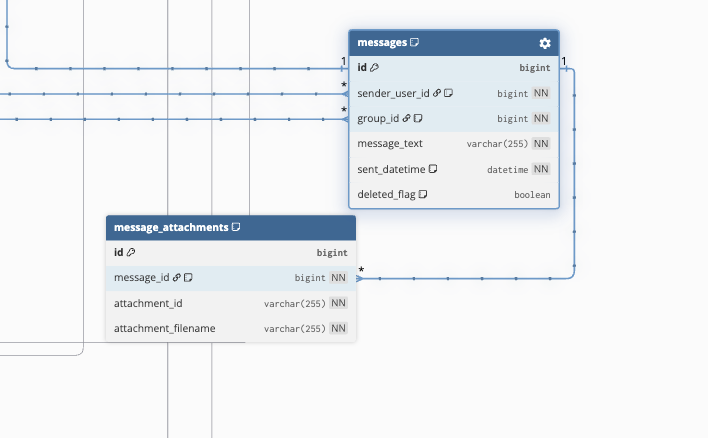 messages
1 id bigint 1
* sender_user_id bigint NN
* group_id bigint NN
message_text varchar(255) NN
sent_datetime datetime NN
deleted_flag boolean
message_attachments
id bigint
message_id bigint NN *
attachment_id varchar(255) NN
attachment_filename varchar(255) NN